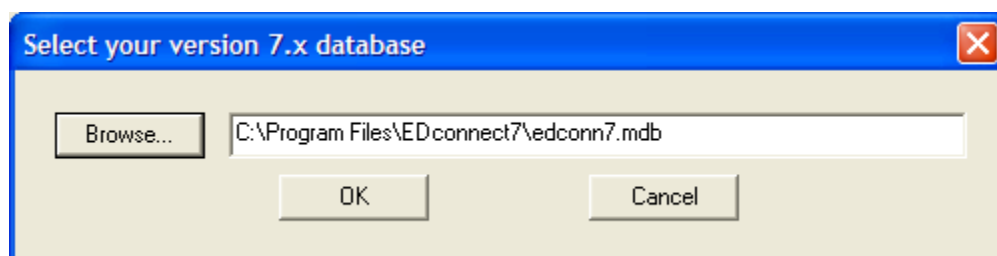 Select your version 7.x database
Browse... C:\Program Files\EDconnect7\edconn7.mdb
OK Cancel